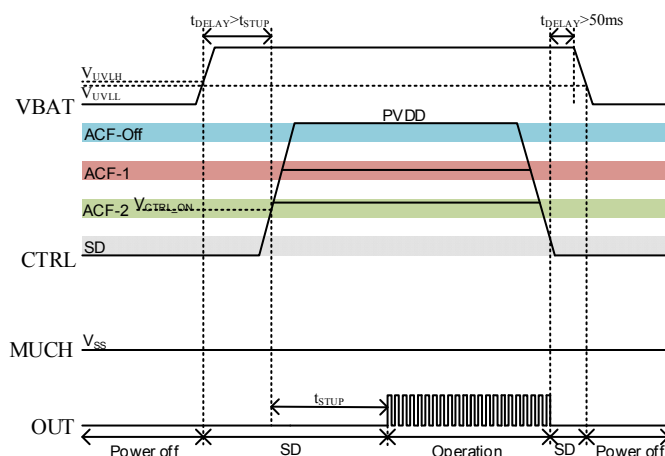 tDELAY>tSTUP
tDELAY>50ms
VUVLH
VUVLL
VBAT
PVDD
ACF-Off
ACF-1
ACF-2
VCTRL_ON
SD
CTRL
VSS
MUCH
tSTUP
OUT
Power off
SD
Operation
SD
Power off